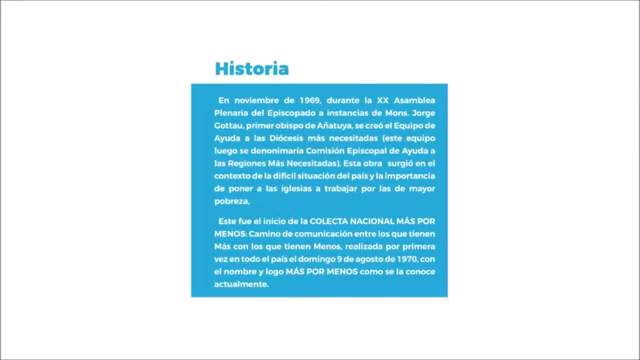 Historia
En noviembre de 1969, durante la XX Asamblea
Plenaria del Episcopado a instancias de Mons. Jorge
Gottau, primer obispo de Añatuya, se creó el Equipo de
Ayuda a las Diócesis más necesitadas (este equipo
luego se denominaría Comisión Episcopal de Ayuda a
las Regiones Más Necesitadas). Esta obra surgió en el
contexto de la difícil situación del país y la importancia
de poner a las iglesias a trabajar por las de mayor
pobreza,
Este fue el inicio de la COLECTA NACIONAL MÁS POR
MENOS: Camino de comunicación entre los que tienen
Más con los que tienen Menos, realizada por primera
vez en todo el país el domingo 9 de agosto de 1970, con
el nombre y logo MÁS POR MENOS como se la conoce
actualmente.